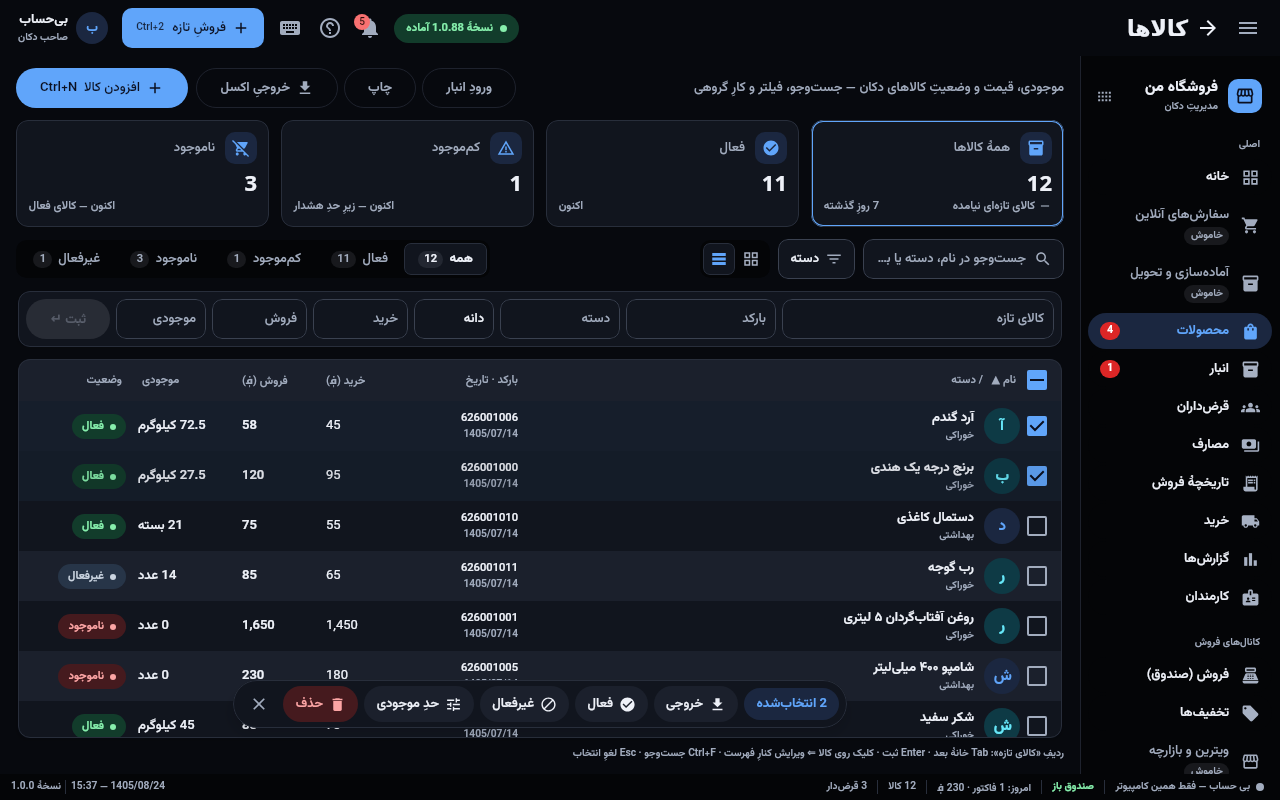 کالاها
نسخهٔ 1.0.88 آماده
5
فروشِ تازه Ctrl+2
ب
بی‌حساب
صاحب دکان
فروشگاه من
مدیریتِ دکان
اصلی
خانه
سفارش‌های آنلاین
خاموش
آماده‌سازی و تحویل
خاموش
محصولات
4
انبار
1
قرض‌داران
مصارف
تاریخچهٔ فروش
خرید
گزارش‌ها
کارمندان
کانال‌های فروش
فروش (صندوق)
تخفیف‌ها
ویترین و بازارچه
خاموش
موجودی، قیمت و وضعیتِ کالاهای دکان — جست‌وجو، فیلتر و کارِ گروهی
ورودِ انبار
چاپ
خروجیِ اکسل
افزودن کالا Ctrl+N
همهٔ کالاها
12
— کالای تازه‌ای نیامده
7 روزِ گذشته
فعال
11
اکنون
کم‌موجود
1
اکنون — زیرِ حدِ هشدار
ناموجود
3
اکنون — کالای فعال
جست‌وجو در نام، دسته یا ب...
دسته
همه 12
فعال 11
کم‌موجود 1
ناموجود 3
غیرفعال 1
کالای تازه
بارکد
دسته
دانه
خرید
فروش
موجودی
ثبت ↵
نام ▲ / دسته
بارکد · تاریخ
خرید (؋)
فروش (؋)
موجودی
وضعیت
آ
آرد گندم
خوراکی
626001006
1405/07/14
45
58
72.5 کیلوگرم
فعال
ب
برنج درجه یک هندی
خوراکی
626001000
1405/07/14
95
120
27.5 کیلوگرم
فعال
د
دستمال کاغذی
بهداشتی
626001010
1405/07/14
55
75
21 بسته
فعال
ر
رب گوجه
خوراکی
626001011
1405/07/14
65
85
14 عدد
غیرفعال
ر
روغن آفتاب‌گردان ۵ لیتری
خوراکی
626001001
1405/07/14
1,450
1,650
0 عدد
ناموجود
ش
شامپو ۴۰۰ میلی‌لیتر
بهداشتی
626001005
180
230
0 عدد
ناموجود
ش
شکر سفید
خوراکی
1405/07/14
45 کیلوگرم
فعال
2 انتخاب‌شده
خروجی
فعال
غیرفعال
حدِ موجودی
حذف
ردیفِ «کالای تازه»: Tab خانهٔ بعد · Enter ثبت · کلیک روی کالا ⇐ ویرایش کنارِ فهرست · Ctrl+F جست‌وجو · Esc لغوِ انتخاب
بی حساب — فقط همین کامپیوتر
صندوق باز
امروز: 1 فاکتور · 230 ؋
12 کالا
3 قرض‌دار
1405/08/24 — 15:37
نسخهٔ 1.0.0